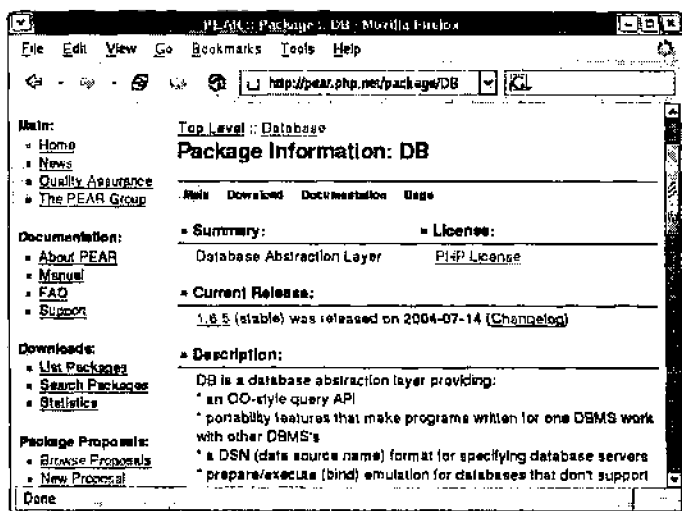 PEAR :: Package :: DB - Mozilla Firefox
File Edit View Go Bookmarks Tools Help
http://pear.php.net/package/DB
Main:
Home
News
Quality Assurance
The PEAR Group
Documentation:
About PEAR
Manual
FAQ
Support
Downloads:
List Packages
Search Packages
Statistics
Package Proposals:
Browse Proposals
New Proposal
Top Level :: Database
Package Information: DB
Main Download Documentation Bugs
Summary:
Database Abstraction Layer
License:
PHP License
Current Release:
1.6.5 (stable) was released on 2004-07-14 (Changelog)
Description:
DB is a database abstraction layer providing:
* an OO-style query API
* portability features that make programs written for one DBMS work
with other DBMS's
* a DSN (data source name) format for specifying database servers
* prepare/execute (bind) emulation for databases that don't support
Done